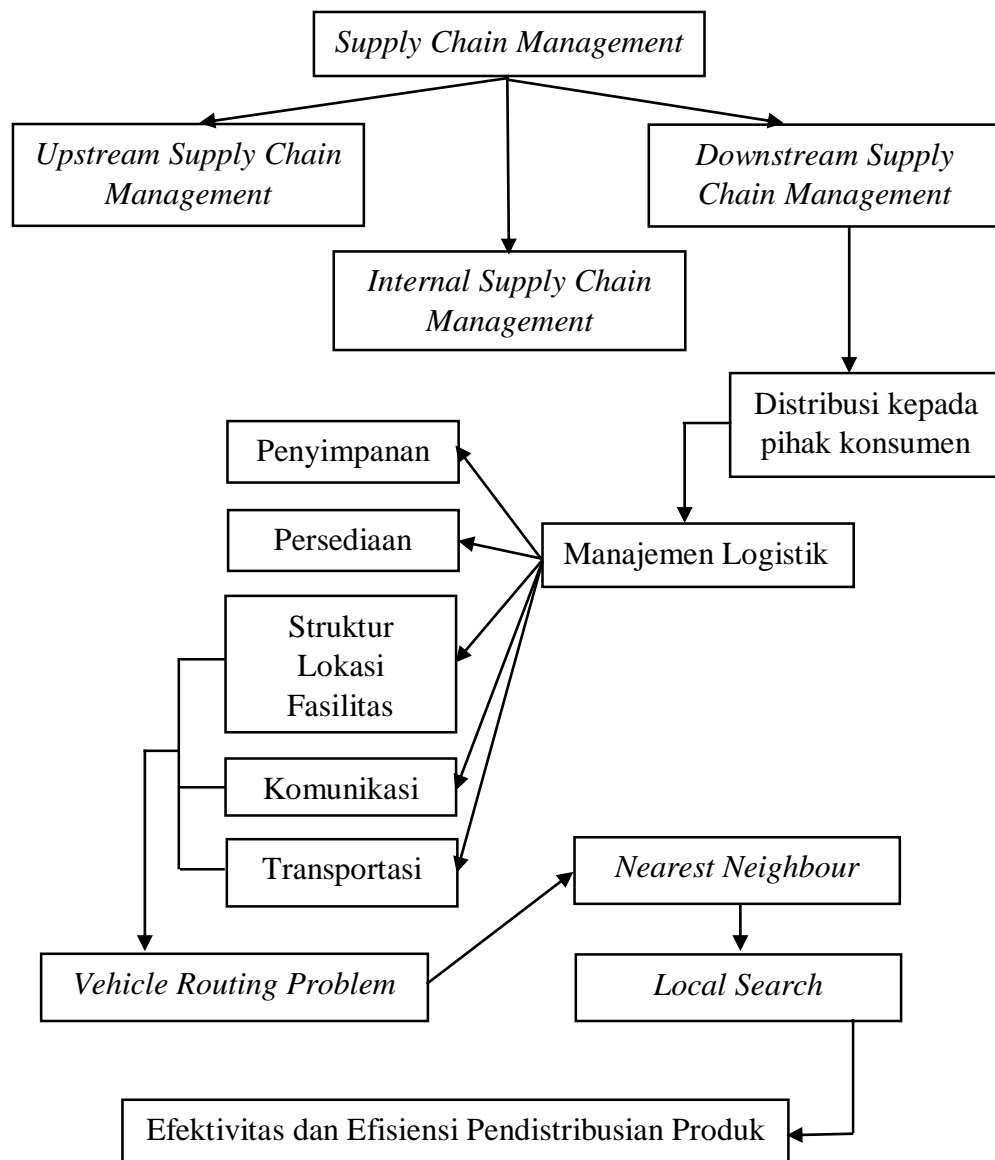 Supply Chain Management
Upstream Supply Chain
Management
Downstream Supply
Chain Management
Internal Supply Chain
Management
Distribusi kepada
pihak konsumen
Penyimpanan
Persediaan
Manajemen Logistik
Struktur
Lokasi
Fasilitas
Komunikasi
Transportasi
Nearest Neighbour
Vehicle Routing Problem
Local Search
Efektivitas dan Efisiensi Pendistribusian Produk